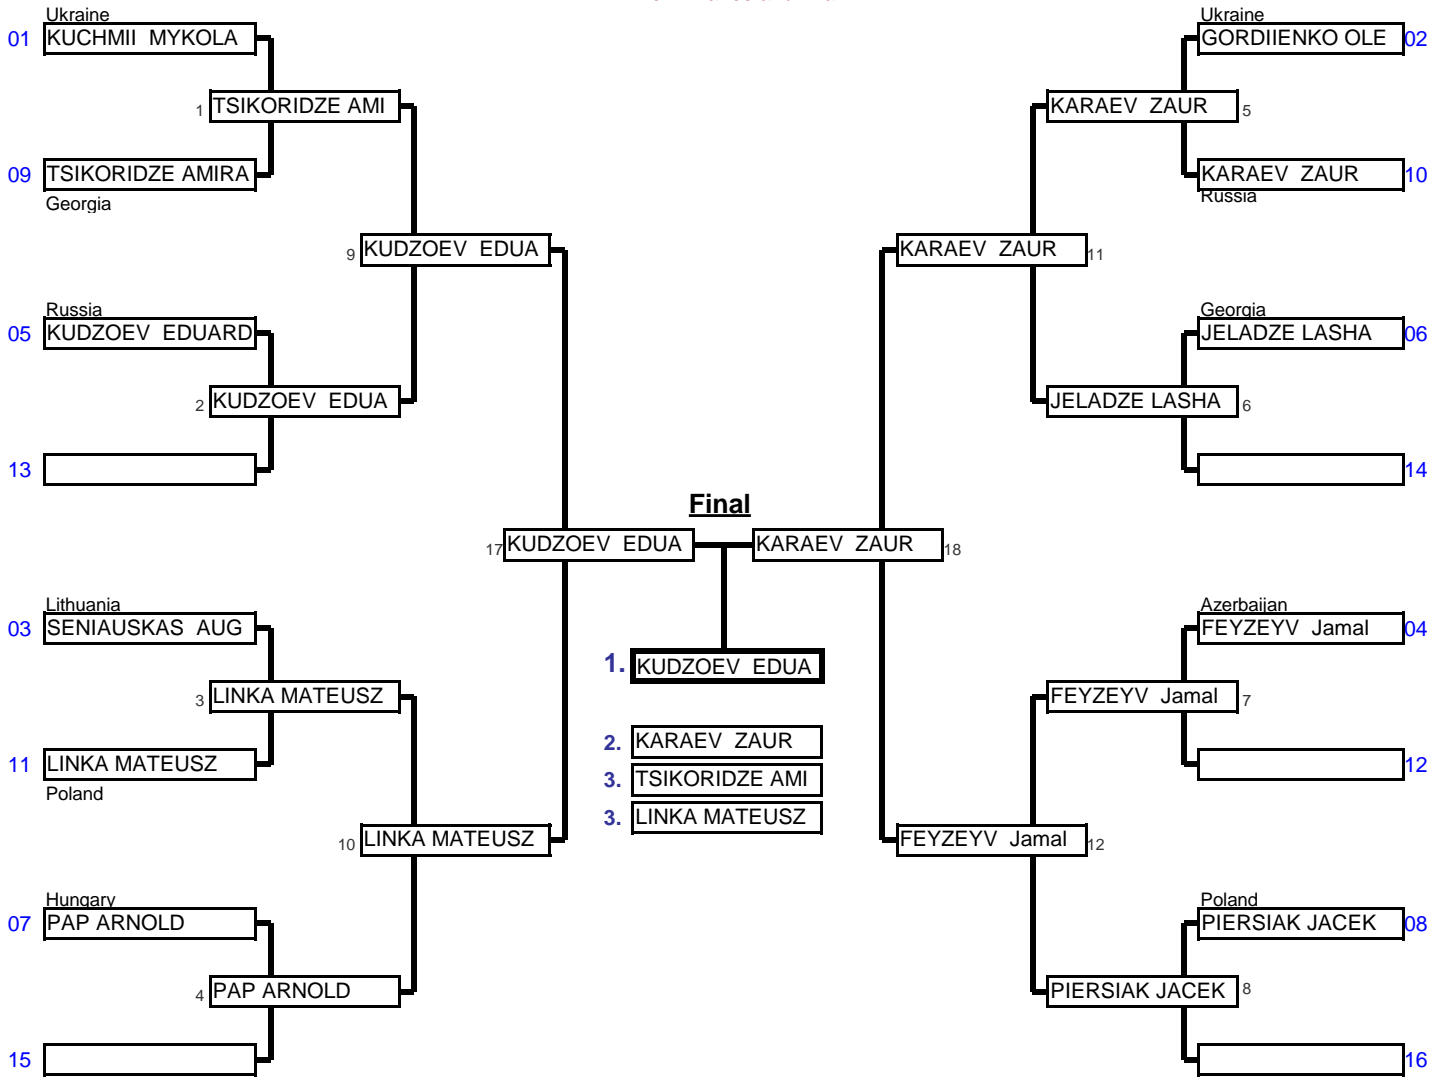 Ukraine
01 KUCHMII MYKOLA
1 TSIKORIDZE AMI
09 TSIKORIDZE AMIRA
Georgia
9 KUDZOEV EDUA
Russia
05 KUDZOEV EDUARD
2 KUDZOEV EDUA
13
17 KUDZOEV EDUA
Lithuania
03 SENIAUSKAS AUG
3 LINKA MATEUSZ
11 LINKA MATEUSZ
Poland
10 LINKA MATEUSZ
Hungary
07 PAP ARNOLD
4 PAP ARNOLD
15
Final
1. KUDZOEV EDUA
2. KARAEV ZAUR
3. TSIKORIDZE AMI
3. LINKA MATEUSZ
Ukraine
GORDIIENKO OLE 02
KARAEV ZAUR 5
KARAEV ZAUR 10
Russia
KARAEV ZAUR 11
Georgia
JELADZE LASHA 06
JELADZE LASHA 6
14
KARAEV ZAUR 18
Azerbaijan
FEYZEYV Jamal 04
FEYZEYV Jamal 7
12
FEYZEYV Jamal 12
Poland
PIERSIAK JACEK 08
PIERSIAK JACEK 8
16